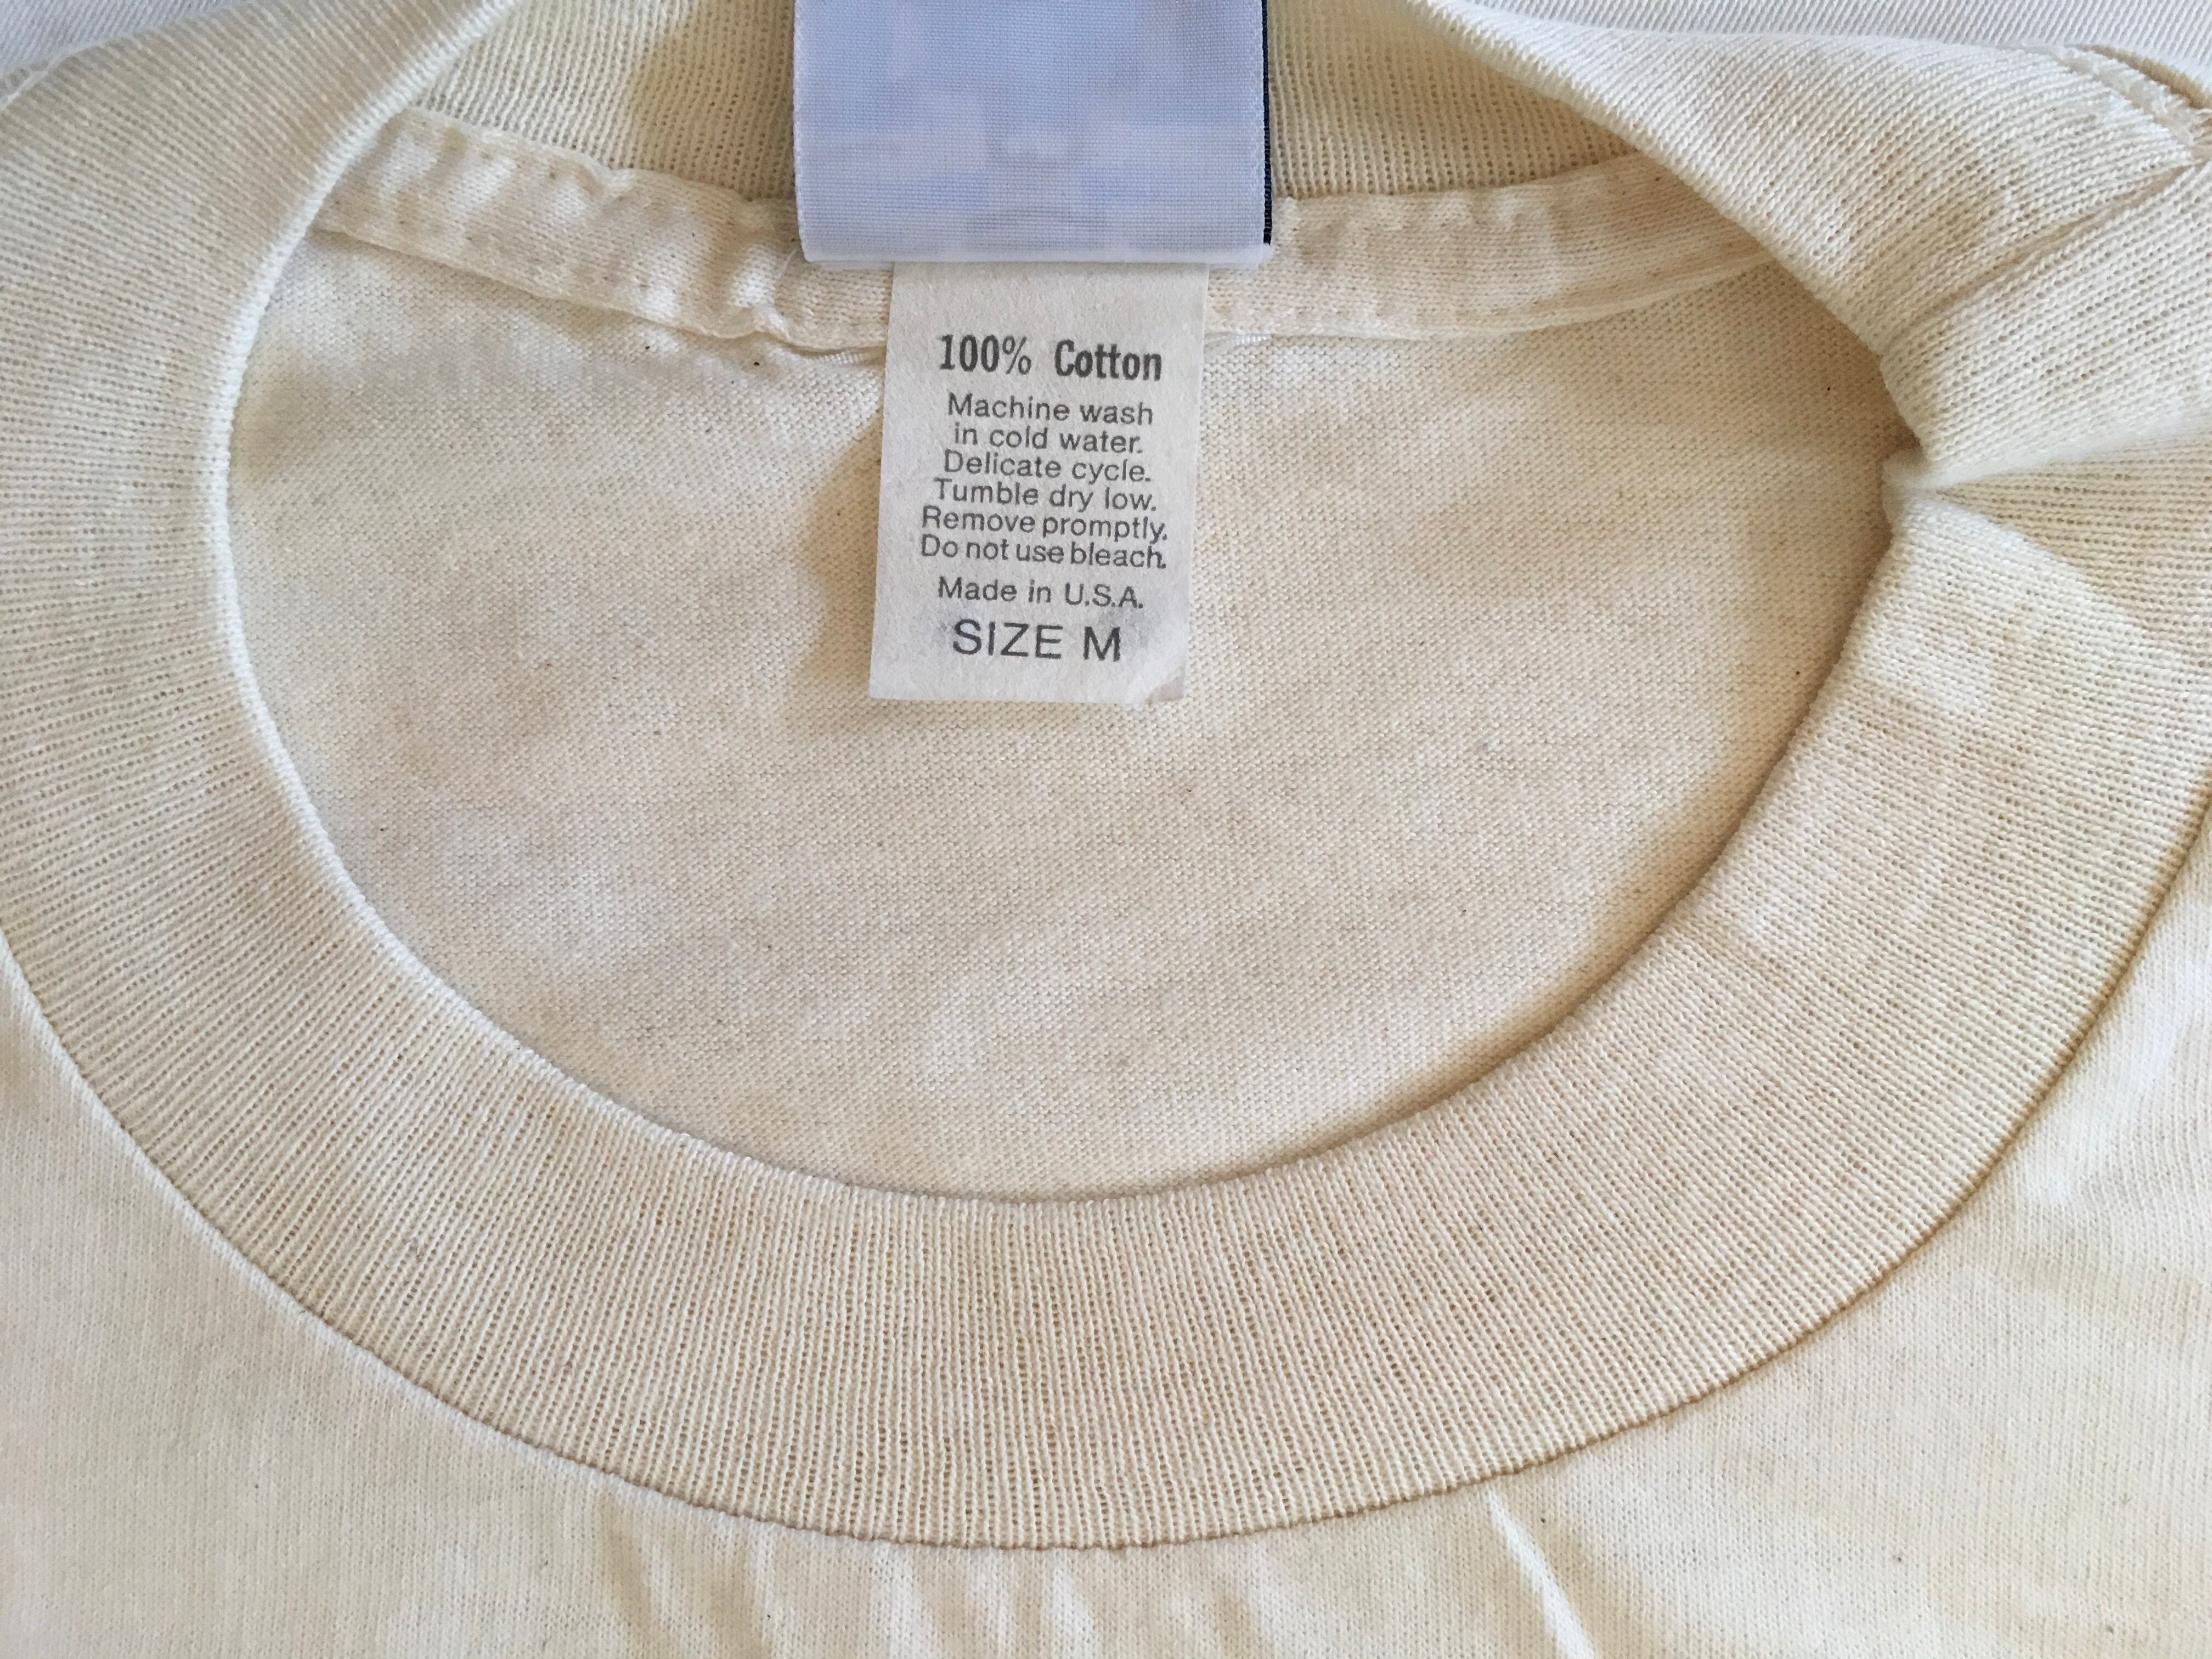 100% Cotton
Machine wash
in cold water.
Delicate cycle.
Tumble dry low.
Remove promptly.
Do not use bleach.
Made in U.S.A.
SIZE M